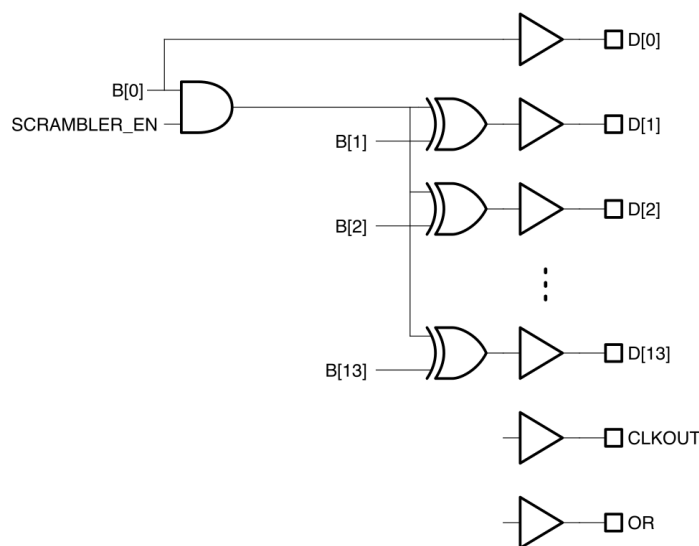 D[0]
B[0]
SCRAMBLER_EN
D[1]
B[1]
D[2]
B[2]
D[13]
B[13]
CLKOUT
OR